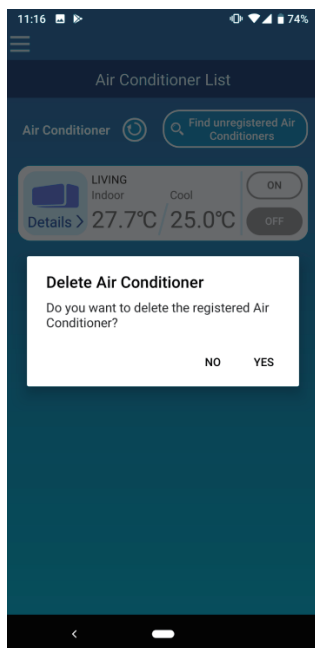 11:16 74%
Air Conditioner List
Air Conditioner
Find unregistered Air
Conditioners
LIVING
Indoor Cool
ON
Details > 27.7℃ 25.0℃
OFF
Delete Air Conditioner
Do you want to delete the registered Air
Conditioner?
NO YES